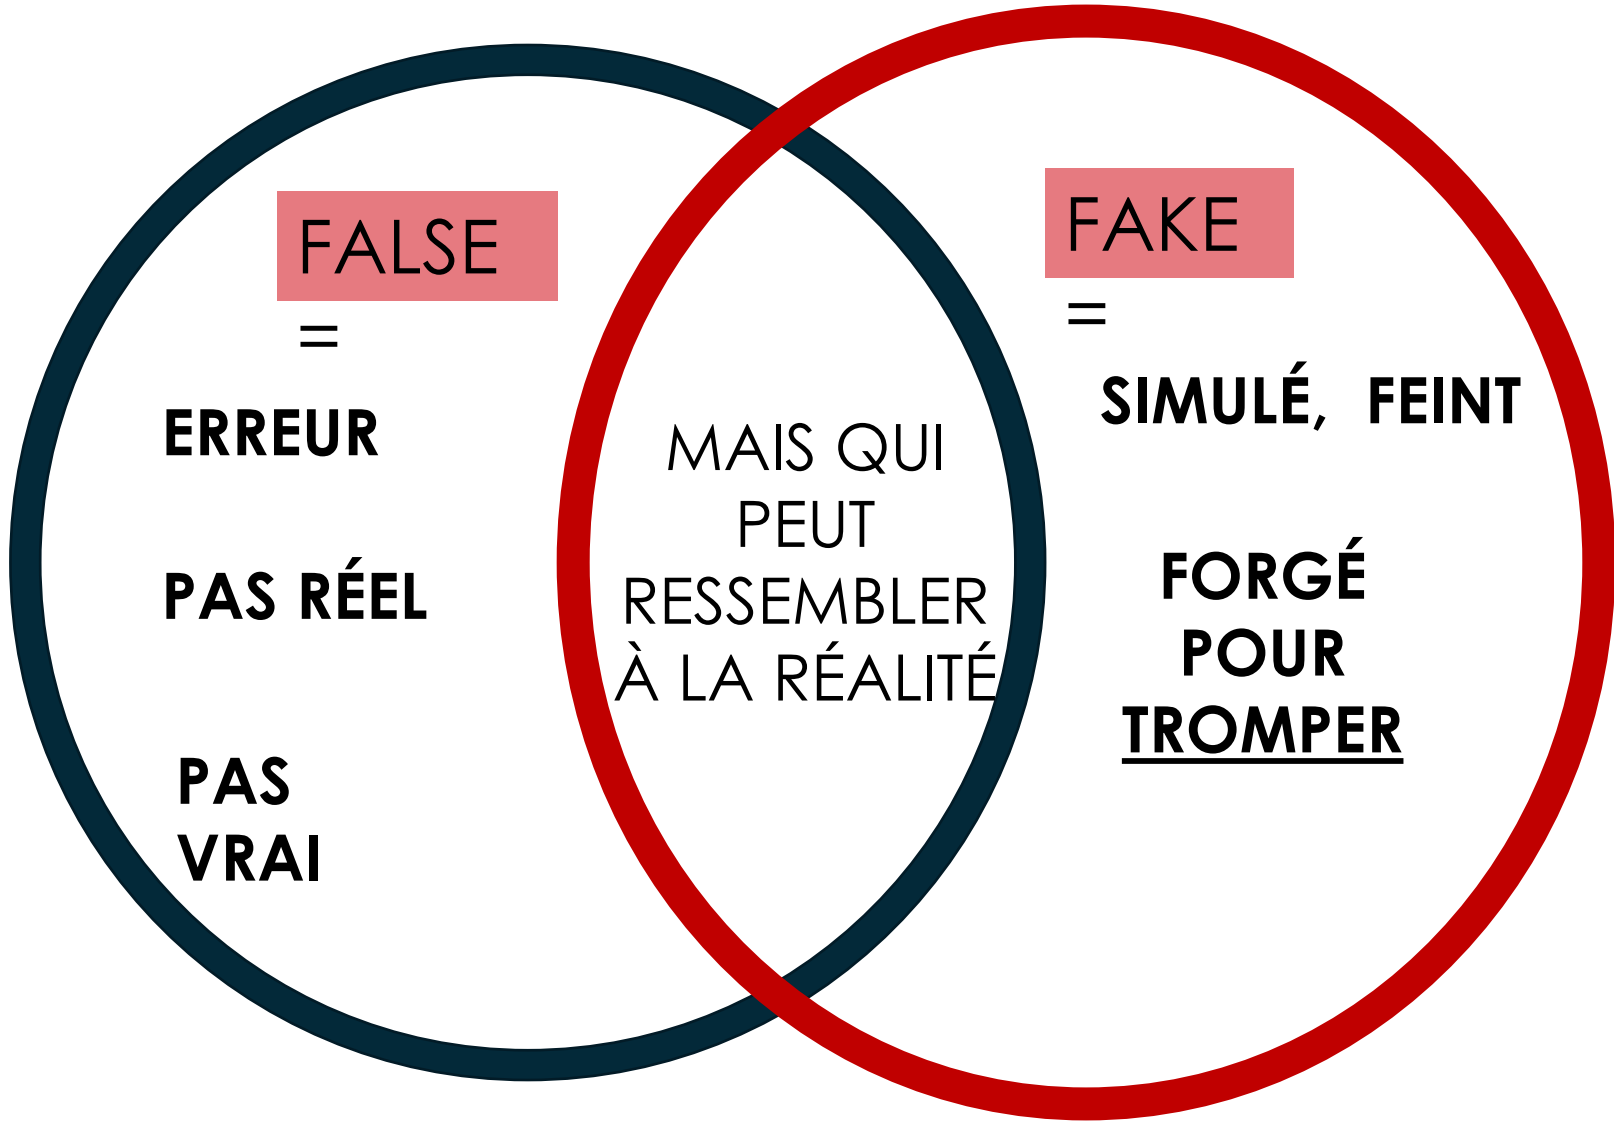 FALSE
=
ERREUR
PAS RÉEL
PAS
VRAI
MAIS QUI
PEUT
RESSEMBLER
À LA RÉALITÉ
FAKE
=
SIMULÉ, FEINT
FORGÉ
POUR
TROMPER